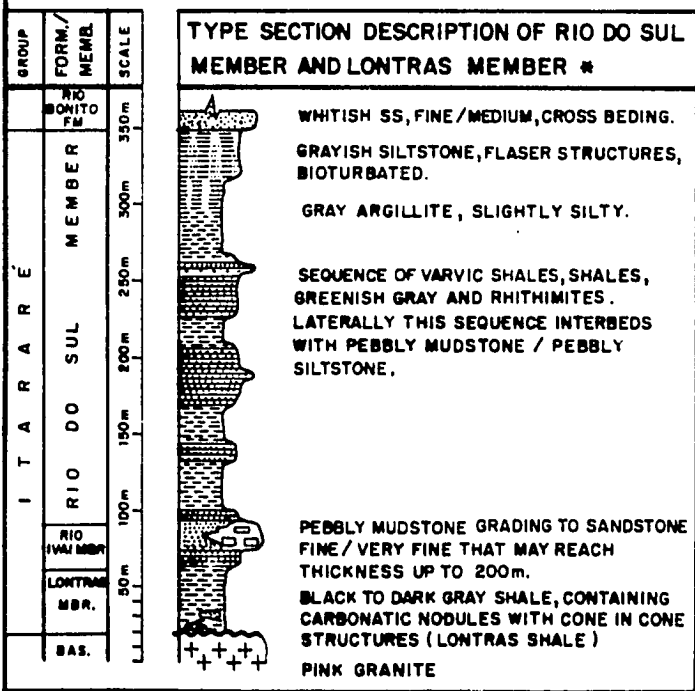 GROUP
FORM./
MEMB.
SCALE
TYPE SECTION DESCRIPTION OF RIO DO SUL
MEMBER AND LONTRAS MEMBER *
RIO
BONITO
FM
350m
WHITISH SS, FINE/MEDIUM, CROSS BEDING.
GRAYISH SILTSTONE, FLASER STRUCTURES,
BIOTURBATED.
300m
GRAY ARGILLITE, SLIGHTLY SILTY.
ITARARÉ
RIO DO SUL MEMBER
250m
SEQUENCE OF VARVIC SHALES, SHALES,
GREENISH GRAY AND RHITHIMITES.
LATERALLY THIS SEQUENCE INTERBEDS
WITH PEBBLY MUDSTONE / PEBBLY
SILTSTONE,
200m
150m
100m
RIO
IVAI MBR
PEBBLY MUDSTONE GRADING TO SANDSTONE
FINE/ VERY FINE THAT MAY REACH
THICKNESS UP TO 200m.
LONTRAS
MBR.
50m
BLACK TO DARK GRAY SHALE, CONTAINING
CARBONATIC NODULES WITH CONE IN CONE
STRUCTURES (LONTRAS SHALE)
BAS.
PINK GRANITE